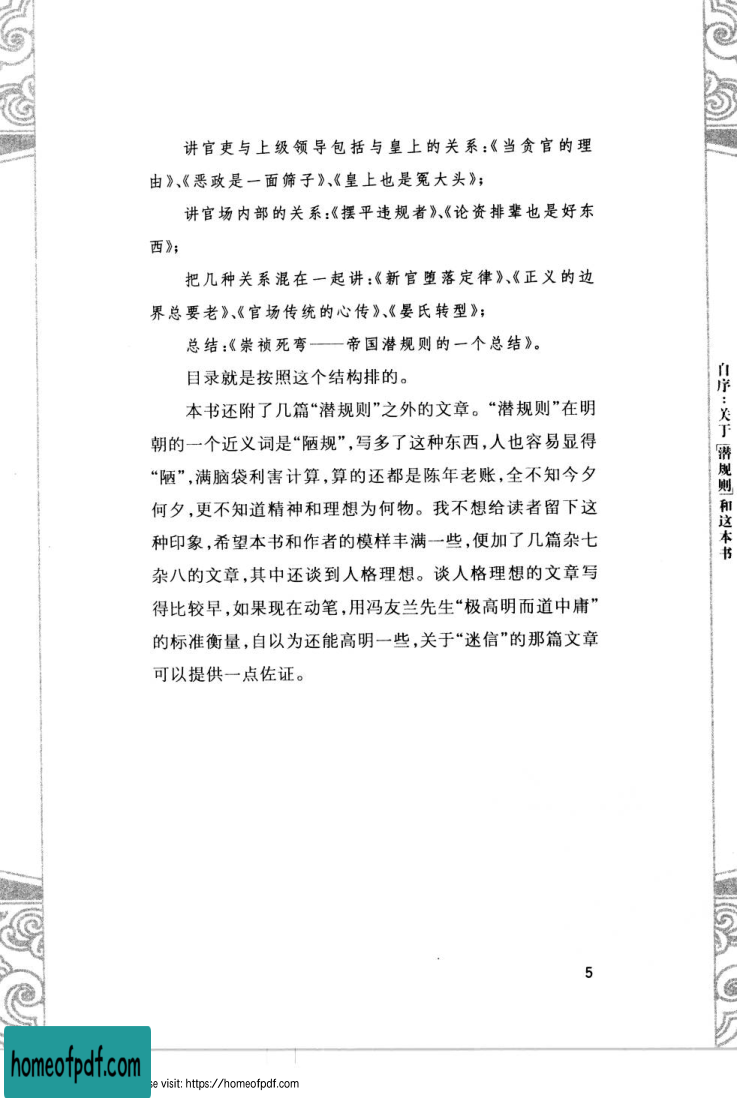 讲官吏与上级领导包括与皇上的关系:《当贪官的理
由》、《恶政是一面筛子》、《皇上也是冤大头》;
讲官场内部的关系:《摆平违规者》、《论资排辈也是好东
西》;
把几种关系混在一起讲:《新官堕落定律》、《正义的边
界总要老》、《官场传统的心传》、《晏氏转型》;
总结:《崇祯死弯——帝国潜规则的一个总结》。
目录就是按照这个结构排的。
本书还附了几篇“潜规则”之外的文章。“潜规则”在明
朝的一个近义词是“陋规”,写多了这种东西,人也容易显得
“陋”,满脑袋利害计算,算的还都是陈年老账,全不知今夕
何夕,更不知道精神和理想为何物。我不想给读者留下这
种印象,希望本书和作者的模样丰满一些,便加了几篇杂七
杂八的文章,其中还谈到人格理想。谈人格理想的文章写
得比较早,如果现在动笔,用冯友兰先生“极高明而道中庸”
的标准衡量,自以为还能高明一些,关于“迷信”的那篇文章
可以提供一点佐证。
自序:关于「潜规则」和这本书
5
homeofpdf.com
se visit: https://homeofpdf.com